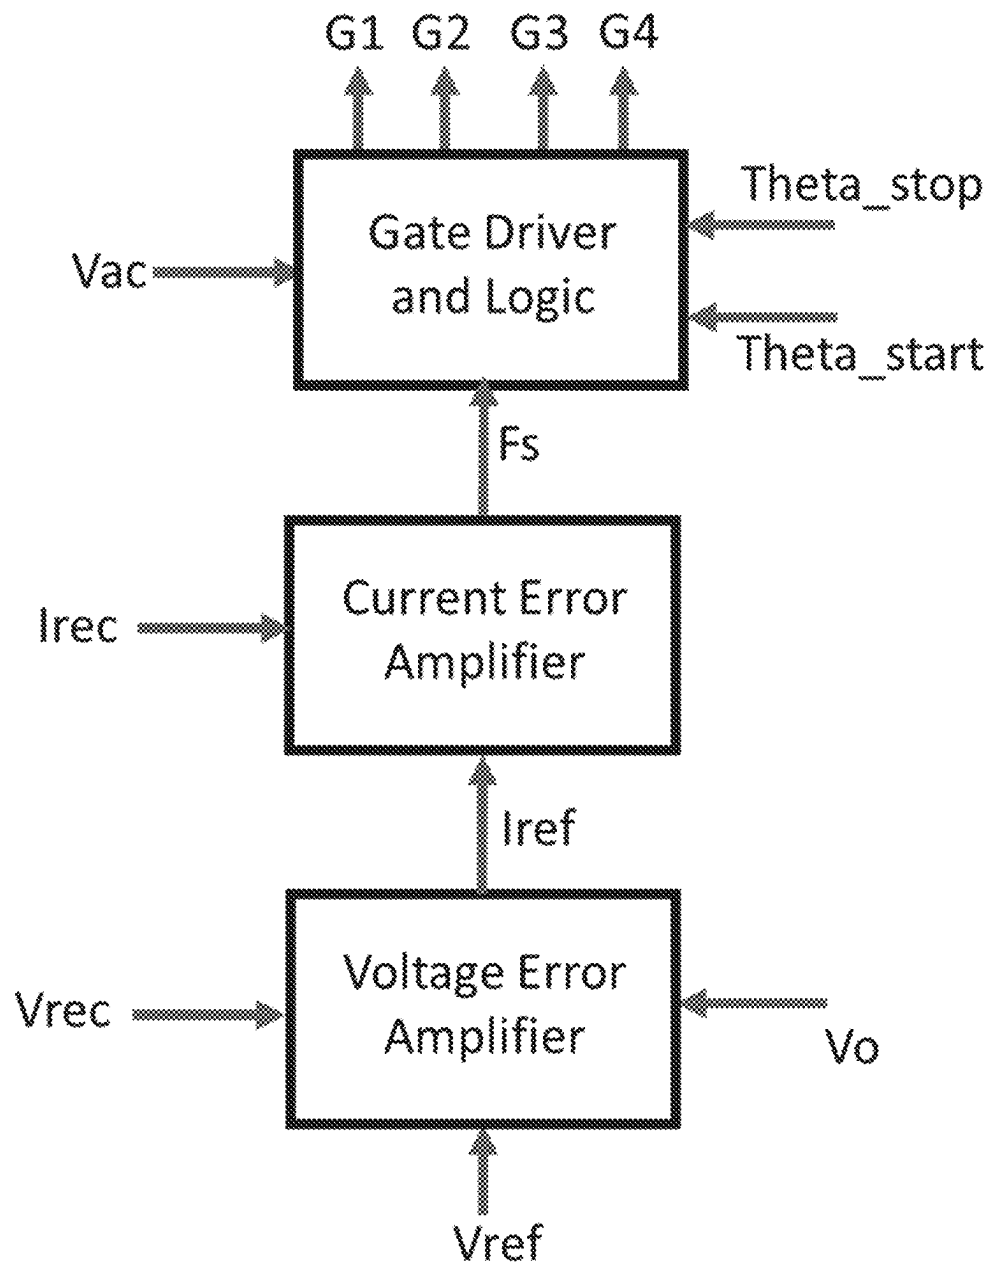 G1 G2 G3 G4
Theta_stop
Gate Driver
and Logic
Vac
Theta_start
Fs
Current Error
Amplifier
Irec
Iref
Voltage Error
Amplifier
Vrec
Vo
Vref